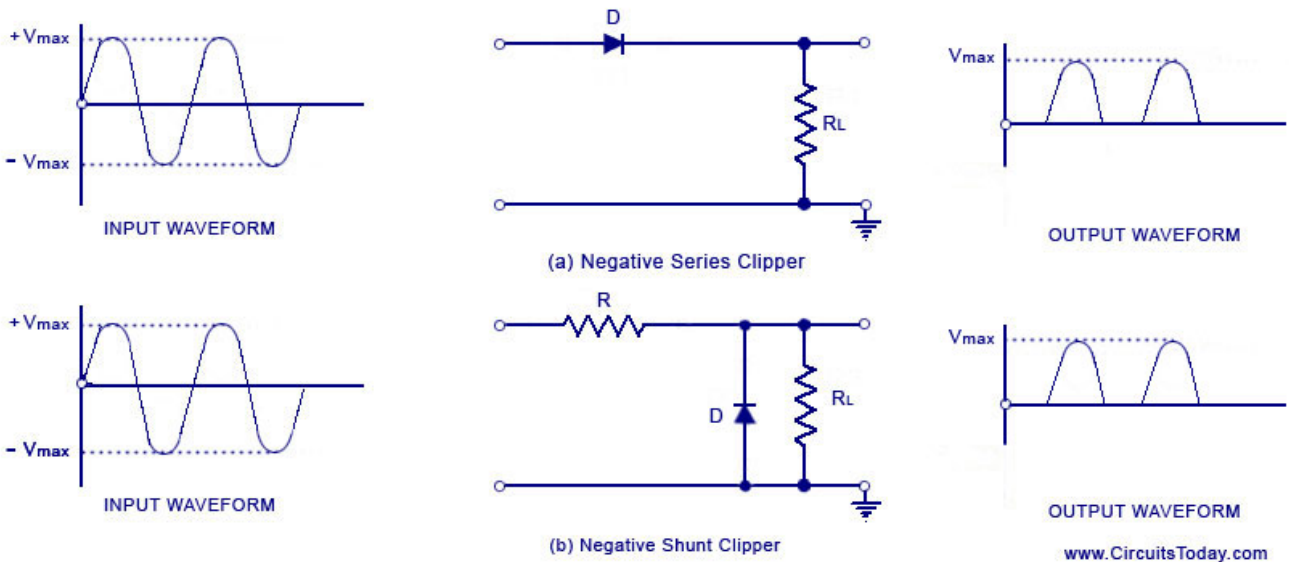 +Vmax
- Vmax
INPUT WAVEFORM
D
RL
(a) Negative Series Clipper
Vmax
OUTPUT WAVEFORM
+Vmax
- Vmax
INPUT WAVEFORM
R
D
RL
(b) Negative Shunt Clipper
Vmax
OUTPUT WAVEFORM
www.CircuitsToday.com